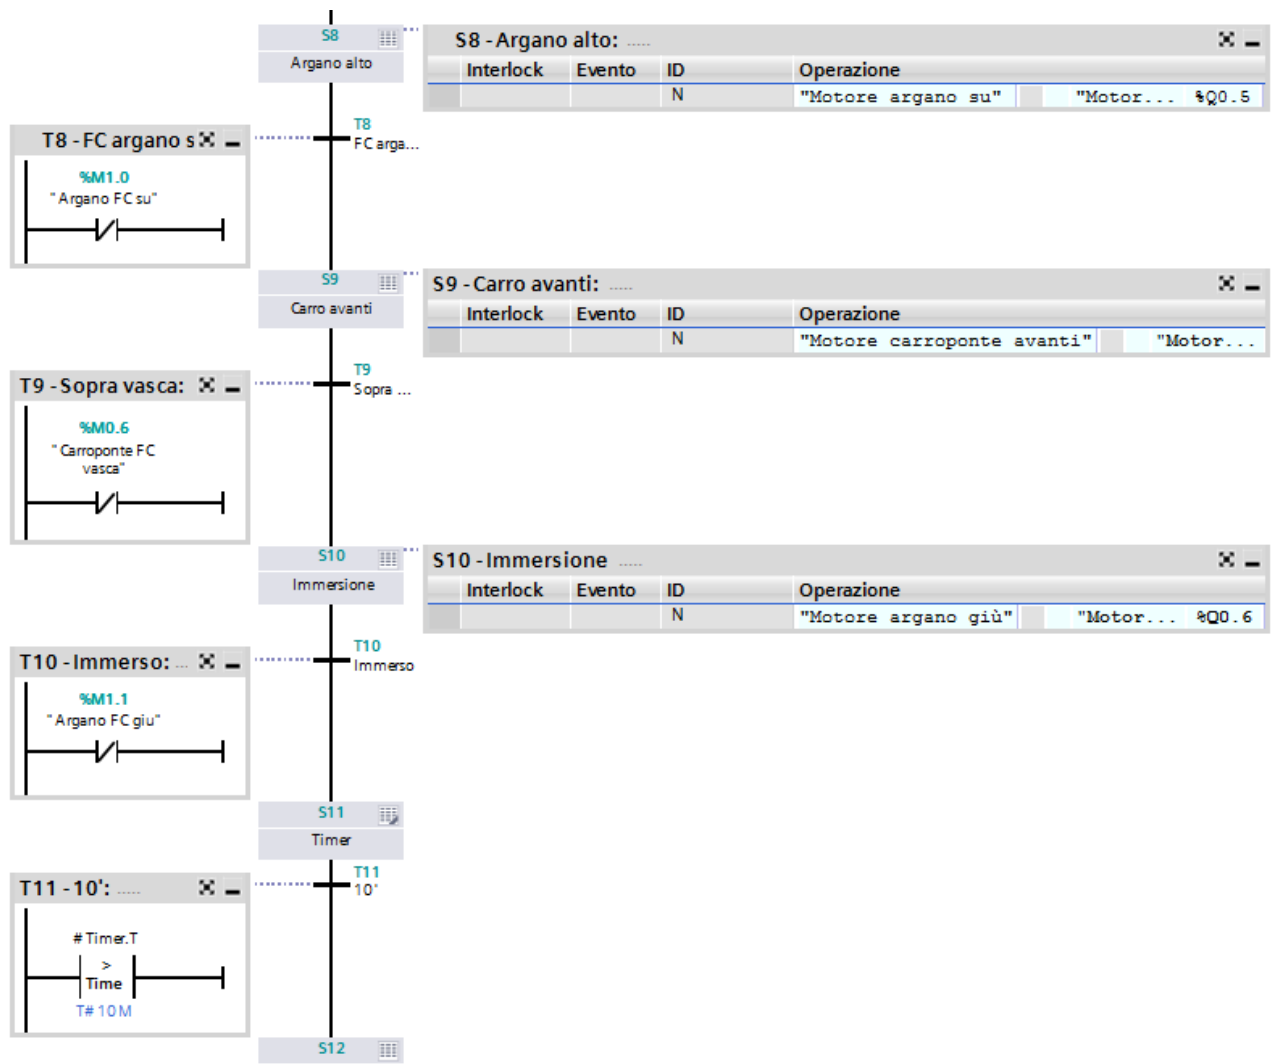 S8
Argano alto
S8 - Argano alto: .....
Interlock Evento ID Operazione
N "Motore argano su" "Motor... %Q0.5
T8 - FC argano s
T8
FC arga...
%M1.0
"Argano FC su"
S9
Carro avanti
S9 - Carro avanti: .....
Interlock Evento ID Operazione
N "Motore carroponte avanti" "Motor...
T9 - Sopra vasca:
T9
Sopra ...
%M0.6
"Carroponte FC
vasca"
S10
Immersione
S10 - Immersione .....
Interlock Evento ID Operazione
N "Motore argano giù" "Motor... %Q0.6
T10 - Immerso: ...
T10
Immerso
%M1.1
"Argano FC giu"
S11
Timer
T11 - 10': .....
T11
10'
#Timer.T
>
Time
T#10M
S12